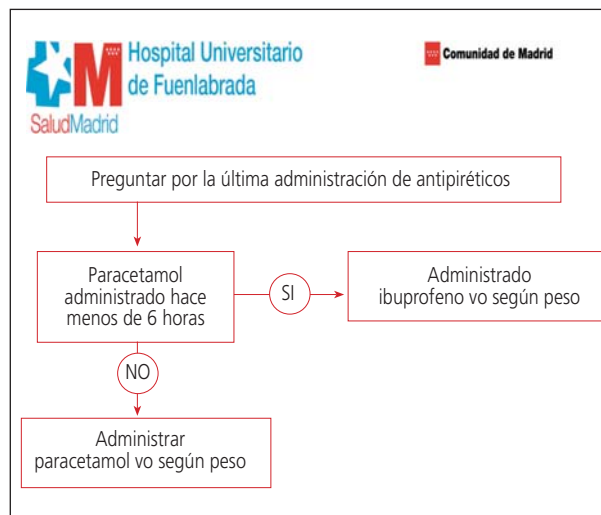 Hospital Universitario
de Fuenlabrada
Comunidad de Madrid
SaludMadrid
Preguntar por la última administración de antipiréticos
Paracetamol
administrado hace
menos de 6 horas
SI
Administrado
ibuprofeno vo según peso
NO
Administrar
paracetamol vo según peso